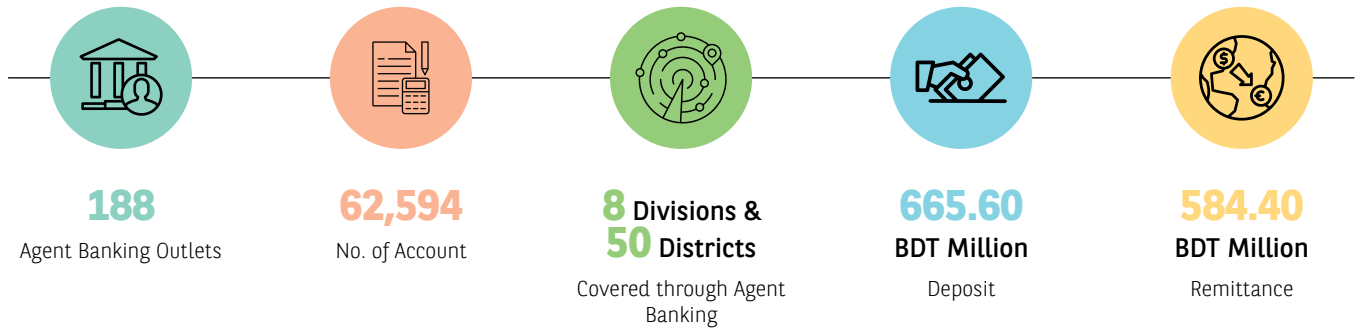 188
Agent Banking Outlets
62,594
No. of Account
8 Divisions &
50 Districts
Covered through Agent
Banking
665.60
BDT Million
Deposit
$
€
584.40
BDT Million
Remittance